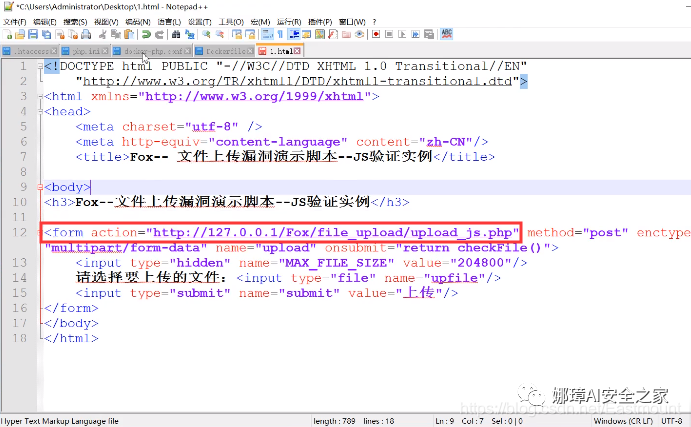 *C:\Users\Administrator\Desktop\1.html - Notepad++
文件(F) 编辑(E) 搜索(S) 视图(V) 编码(N) 语言(L) 设置(T) 工具(O) 宏(M) 运行(R) 插件(P) 窗口(W) ?
.htaccess php.ini docker-php.conf Dockerfile 1.html
1 <!DOCTYPE html PUBLIC "-//W3C//DTD XHTML 1.0 Transitional//EN"
2 "http://www.w3.org/TR/xhtml1/DTD/xhtml1-transitional.dtd">
3 <html xmlns="http://www.w3.org/1999/xhtml">
4 <head>
5 <meta charset="utf-8" />
6 <meta http-equiv="content-language" content="zh-CN"/>
7 <title>Fox-- 文件上传漏洞演示脚本--JS验证实例</title>
8
9 <body>
10 <h3>Fox--文件上传漏洞演示脚本--JS验证实例</h3>
11
12 <form action="http://127.0.0.1/Fox/file_upload/upload_js.php" method="post" enctype=
"multipart/form-data" name="upload" onsubmit="return checkFile()">
13 <input type="hidden" name="MAX_FILE_SIZE" value="204800"/>
14 请选择要上传的文件：<input type="file" name="upfile"/>
15 <input type="submit" name="submit" value="上传"/>
16 </form>
17 </body>
18 </html>
娜璋AI安全之家
https://blog.csdn.net/Eastmount
Hyper Text Markup Language file length : 789 lines : 18 Ln : 9 Col : 7 Sel : 0 | 0 Windows (CR LF) UTF-8